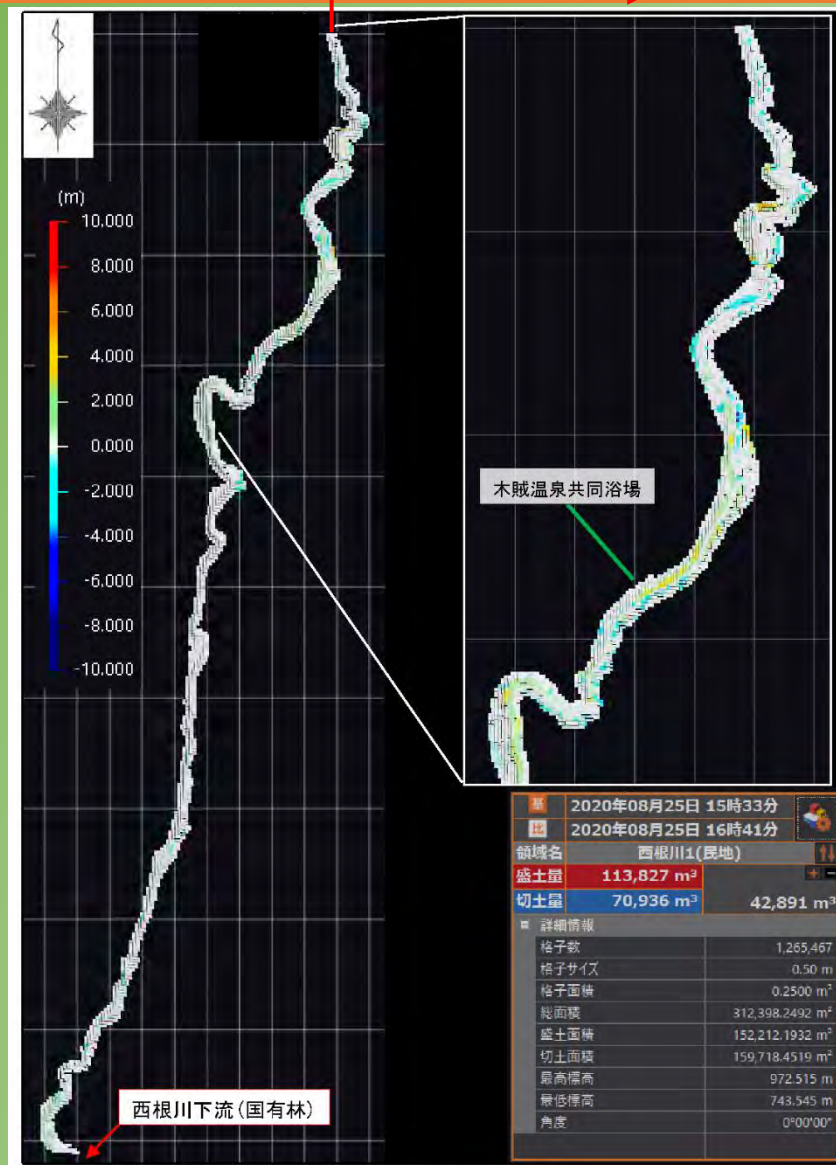 (m)
10.000
8.000
6.000
4.000
2.000
0.000
-2.000
-4.000
-6.000
-8.000
-10.000
木賊温泉共同浴場
西根川下流(国有林)
基 2020年08月25日 15時33分
比 2020年08月25日 16時41分
領域名 西根川1(民地)
盛土量 113,827 m³
切土量 70,936 m³ 42,891 m³
詳細情報
格子数 1,265,467
格子サイズ 0.50 m
格子面積 0.2500 m²
総面積 312,398.2492 m²
盛土面積 152,212.1932 m²
切土面積 159,718.4519 m²
最高標高 972.515 m
最低標高 743.545 m
角度 0°00'00"